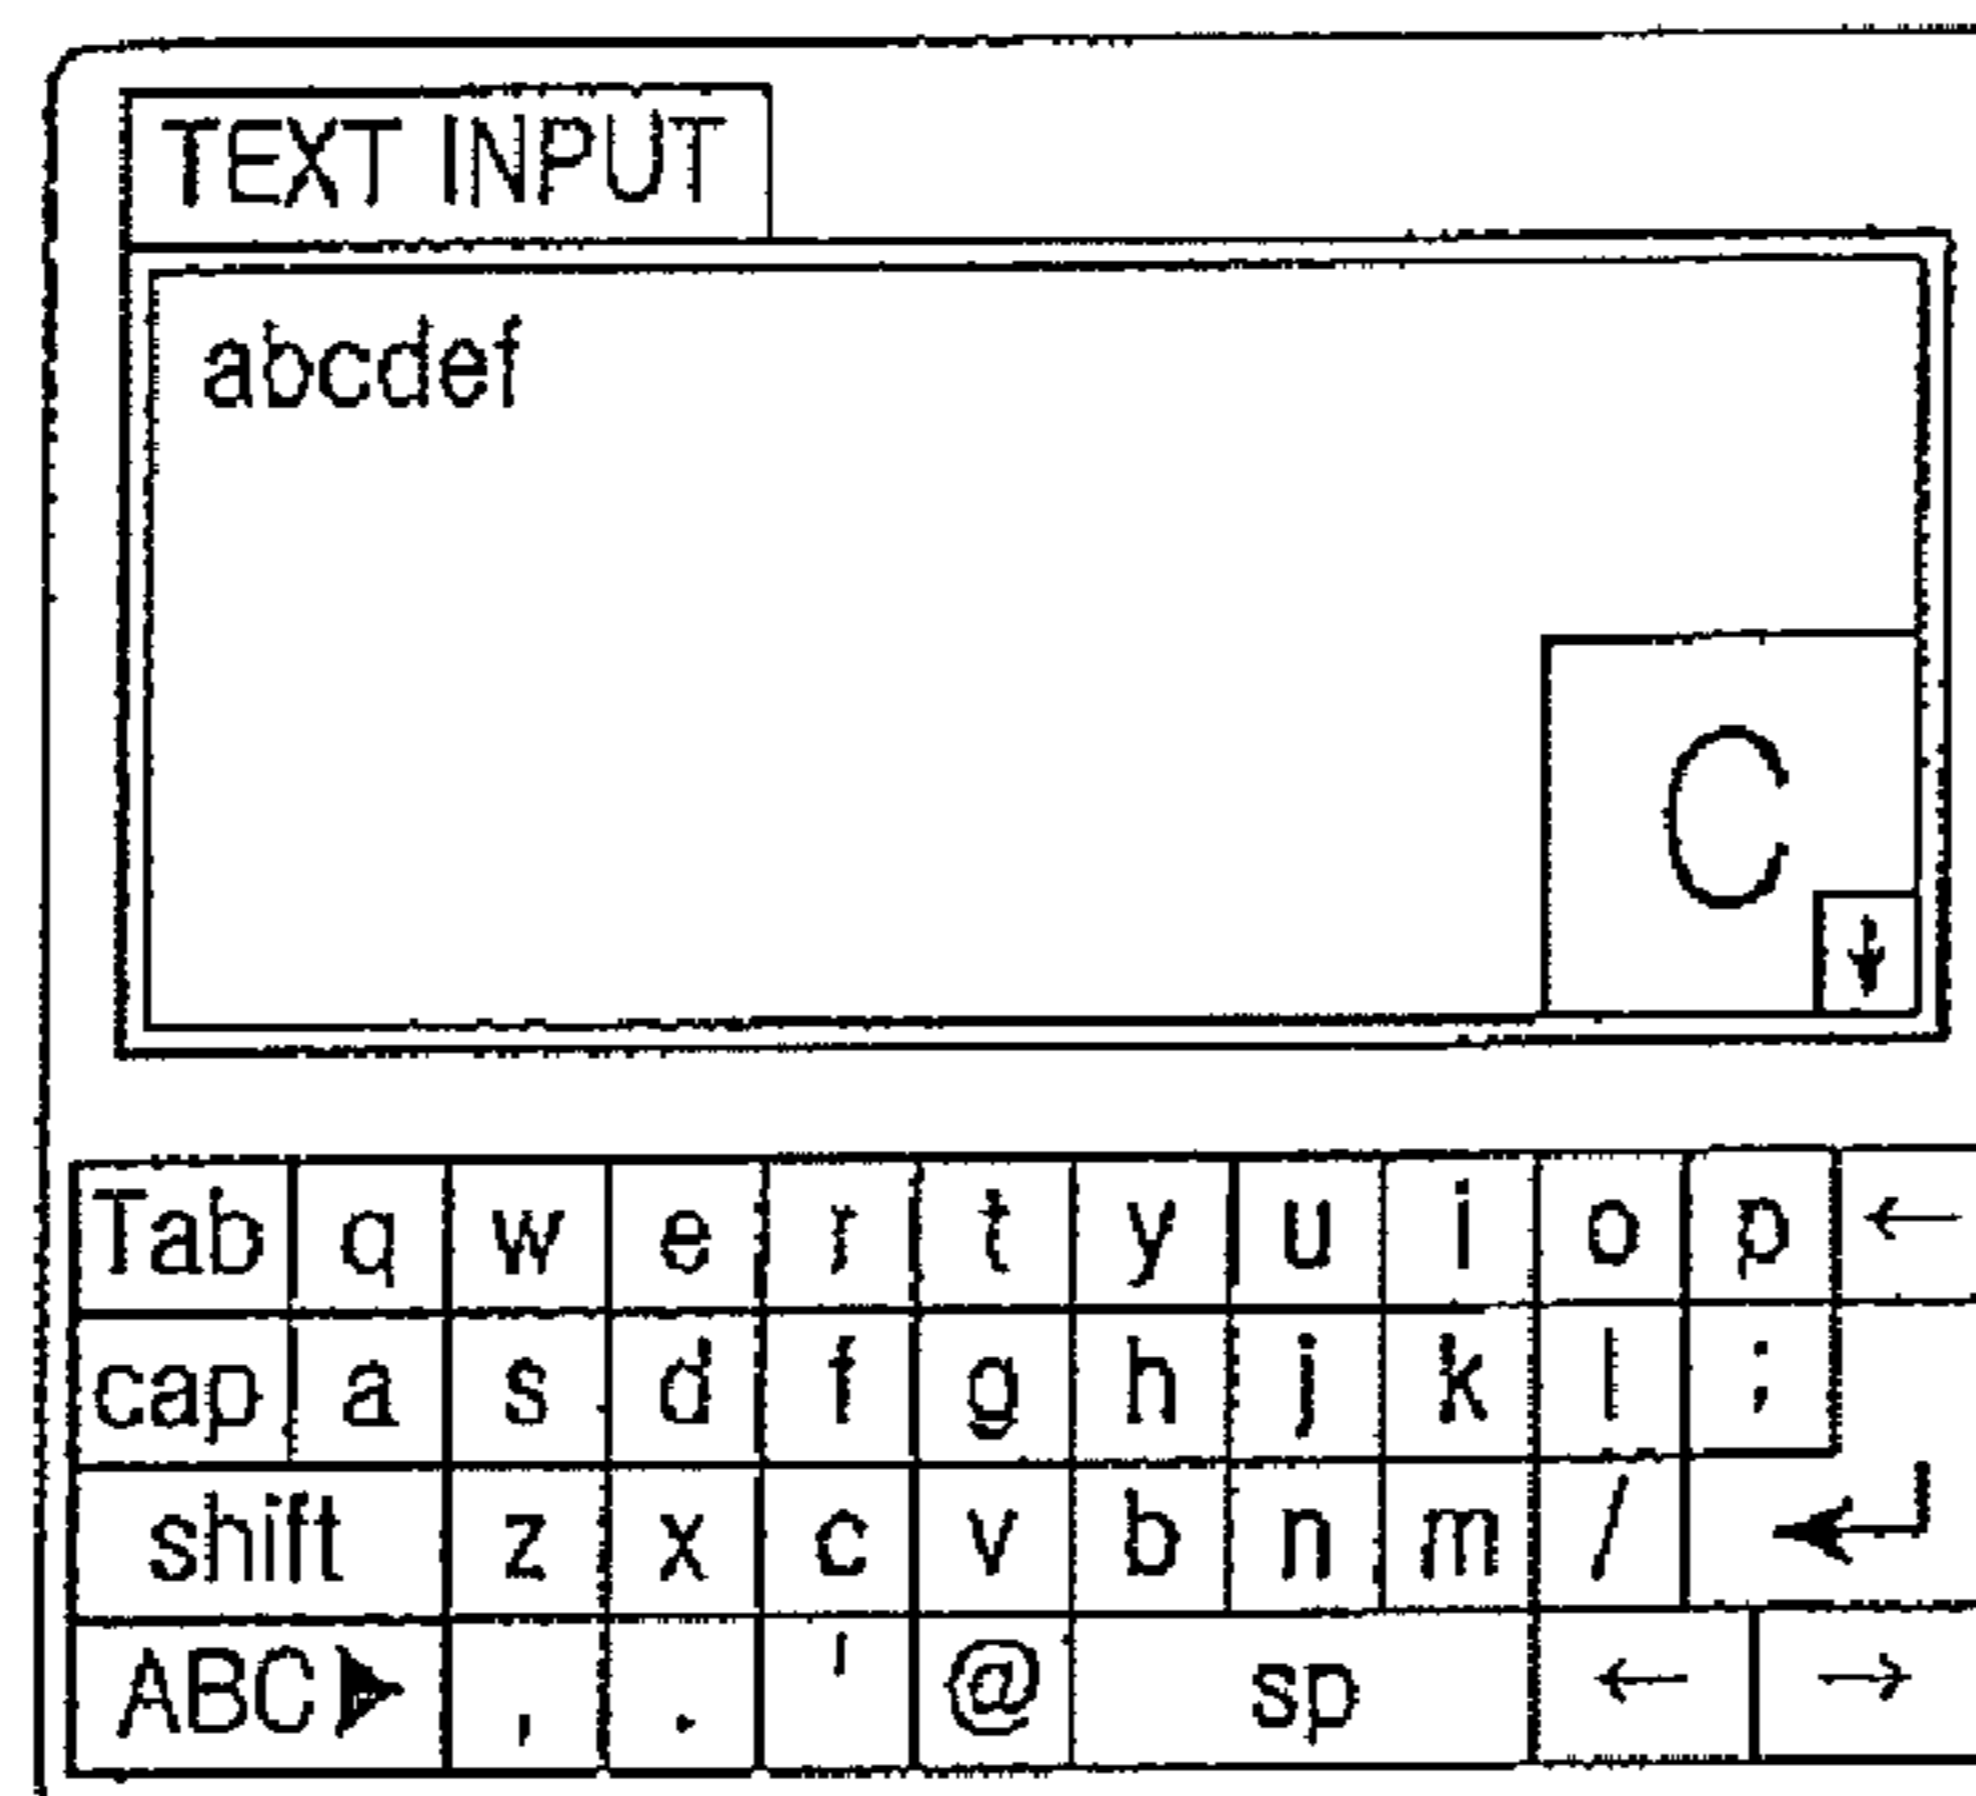 TEXT INPUT
abcdef
C
↓
Tab q w e r t y u i o p ←
cap a s d f g h j k l ;
shift z x c v b n m / ↵
ABC▶ , . ' @ sp ← →